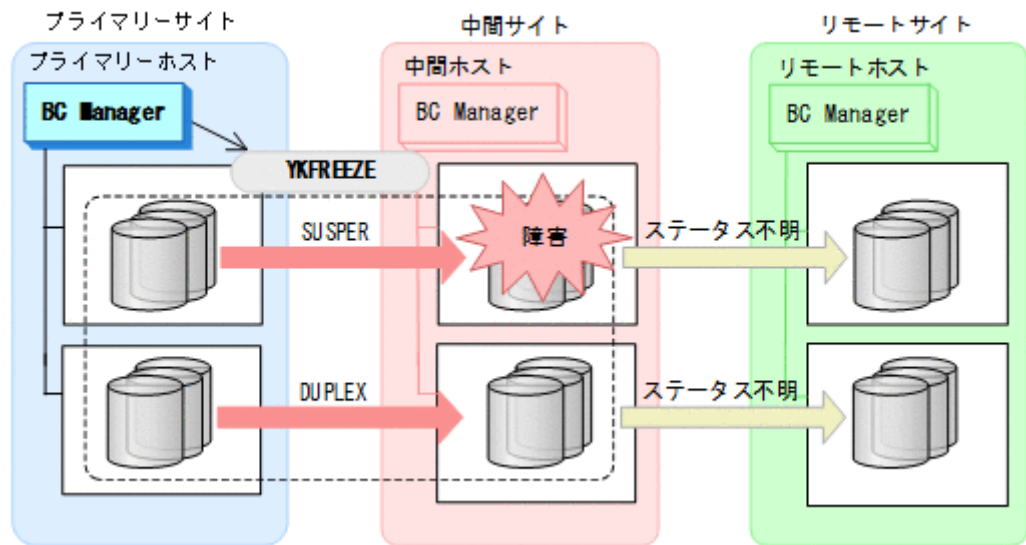 プライマリーサイト
中間サイト
リモートサイト
プライマリーホスト
中間ホスト
リモートホスト
BC Manager
BC Manager
BC Manager
YKFREEZE
SUSPER
障害
ステータス不明
DUPLEX
ステータス不明